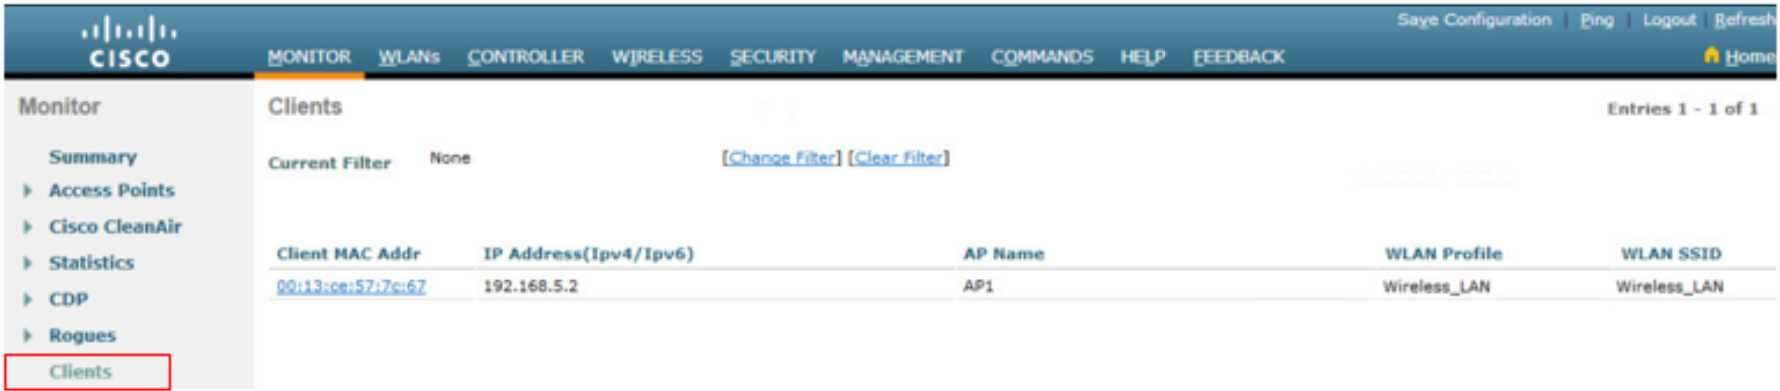 Save Configuration Ping Logout Refresh
CISCO MONITOR WLANs CONTROLLER WIRELESS SECURITY MANAGEMENT COMMANDS HELP FEEDBACK Home
Monitor
Summary
Access Points
Cisco CleanAir
Statistics
CDP
Rogues
Clients
Clients Entries 1 - 1 of 1
Current Filter None [Change Filter] [Clear Filter]
Client MAC Addr IP Address(Ipv4/Ipv6) AP Name WLAN Profile WLAN SSID
00:13:ce:57:7c:67 192.168.5.2 AP1 Wireless_LAN Wireless_LAN